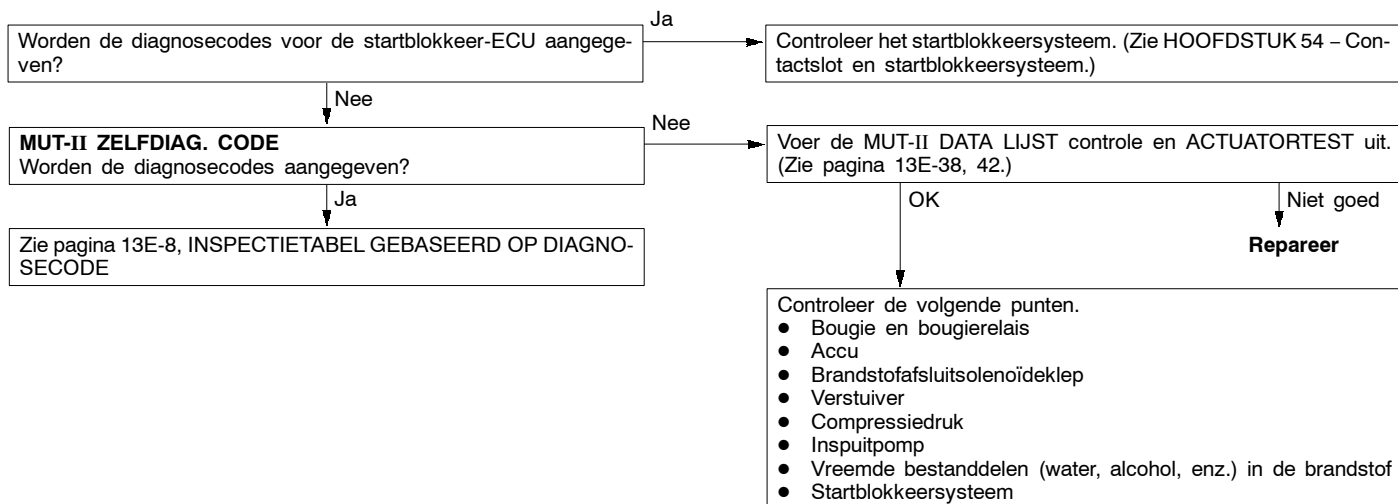 Ja
Worden de diagnosecodes voor de startblokkeer-ECU aangege-
ven?
Controleer het startblokkeersysteem. (Zie HOOFDSTUK 54 – Con-
tactslot en startblokkeersysteem.)
Nee
MUT-II ZELFDIAG. CODE
Worden de diagnosecodes aangegeven?
Nee
Voer de MUT-II DATA LIJST controle en ACTUATORTEST uit.
(Zie pagina 13E-38, 42.)
Ja
OK
Niet goed
Zie pagina 13E-8, INSPECTIETABEL GEBASEERD OP DIAGNO-
SECODE
Repareer
Controleer de volgende punten.
● Bougie en bougierelais
● Accu
● Brandstofafsluitsolenoïdeklep
● Verstuiver
● Compressiedruk
● Inspuitpomp
● Vreemde bestanddelen (water, alcohol, enz.) in de brandstof
● Startblokkeersysteem